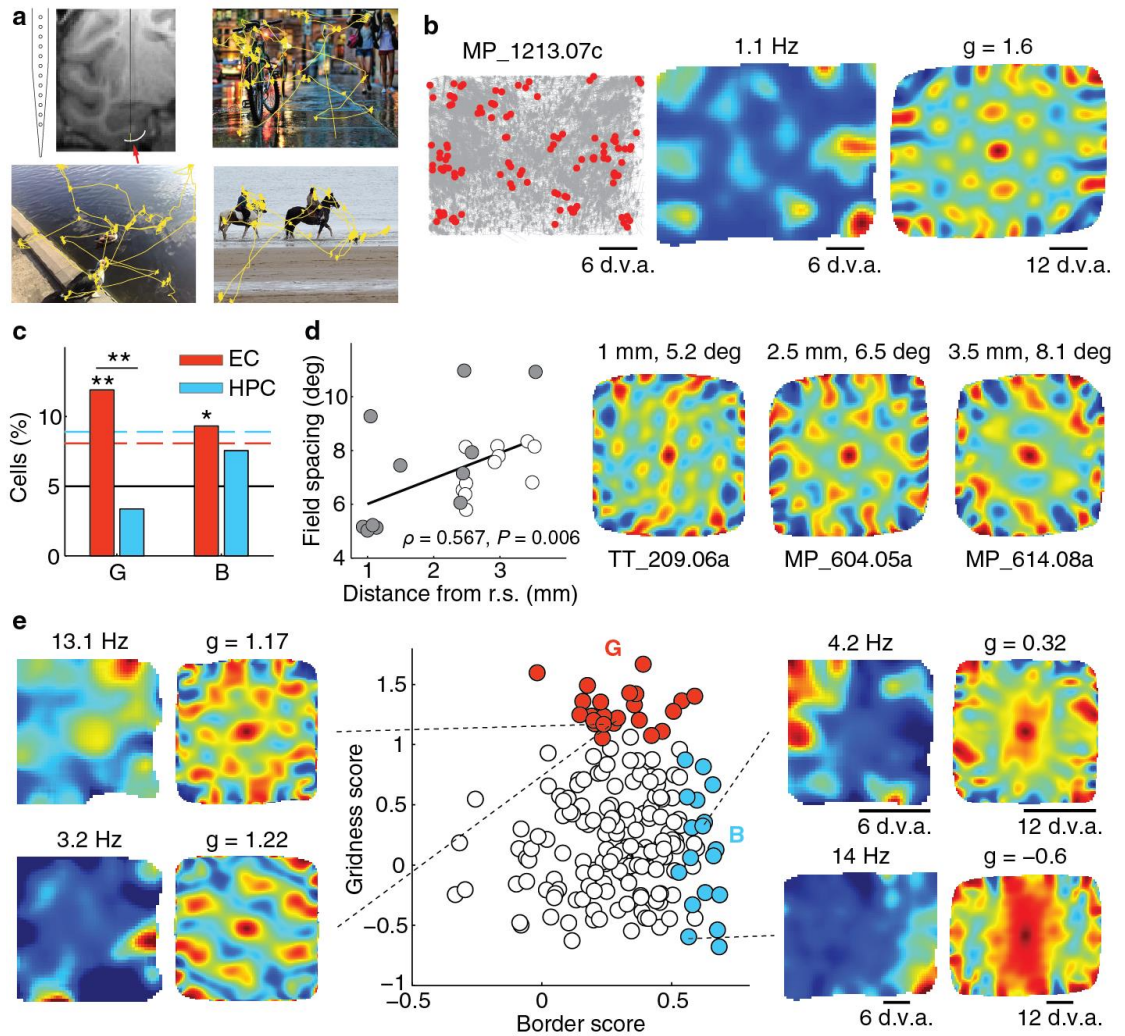 a
b
MP_1213.07c
1.1 Hz
g = 1.6
6 d.v.a.
6 d.v.a.
12 d.v.a.
c
**
**
*
EC
HPC
Cells (%)
10
5
0
G
B
d
Field spacing (deg)
10
8
6
4
ρ = 0.567, P = 0.006
1
2
3
Distance from r.s. (mm)
1 mm, 5.2 deg
2.5 mm, 6.5 deg
3.5 mm, 8.1 deg
TT_209.06a
MP_604.05a
MP_614.08a
e
13.1 Hz
g = 1.17
3.2 Hz
g = 1.22
G
B
Gridness score
1.5
1
0.5
0
−0.5
−1
−0.5
0
0.5
Border score
4.2 Hz
g = 0.32
6 d.v.a.
12 d.v.a.
14 Hz
g = −0.6
6 d.v.a.
12 d.v.a.